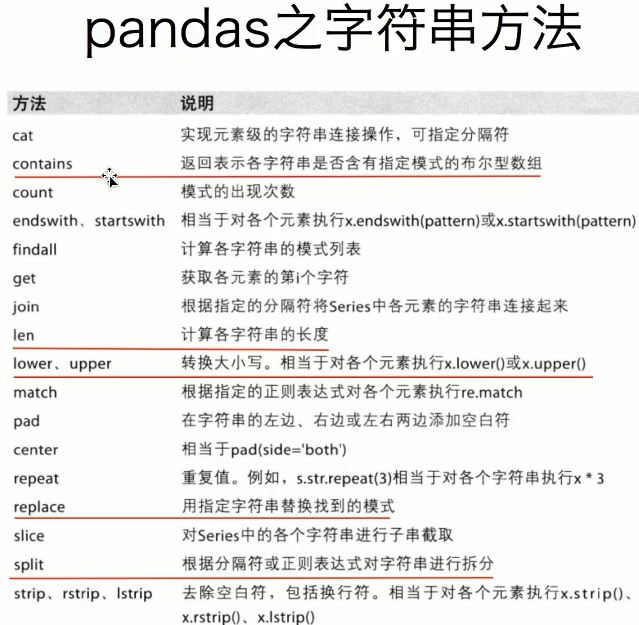 pandas之字符串方法
方法 说明
cat 实现元素级的字符串连接操作，可指定分隔符
contains 返回表示各字符串是否含有指定模式的布尔型数组
count 模式的出现次数
endswith、startswith 相当于对各个元素执行x.endswith(pattern)或x.startswith(pattern)
findall 计算各字符串的模式列表
get 获取各元素的第i个字符
join 根据指定的分隔符将Series中各元素的字符串连接起来
len 计算各字符串的长度
lower、upper 转换大小写。相当于对各个元素执行x.lower()或x.upper()
match 根据指定的正则表达式对各个元素执行re.match
pad 在字符串的左边、右边或左右两边添加空白符
center 相当于pad(side='both')
repeat 重复值。例如，s.str.repeat(3)相当于对各个字符串执行x * 3
replace 用指定字符串替换找到的模式
slice 对Series中的各个字符串进行子串截取
split 根据分隔符或正则表达式对字符串进行拆分
strip、rstrip、lstrip 去除空白符，包括换行符。相当于对各个元素执行x.strip()、
x.rstrip()、x.lstrip()